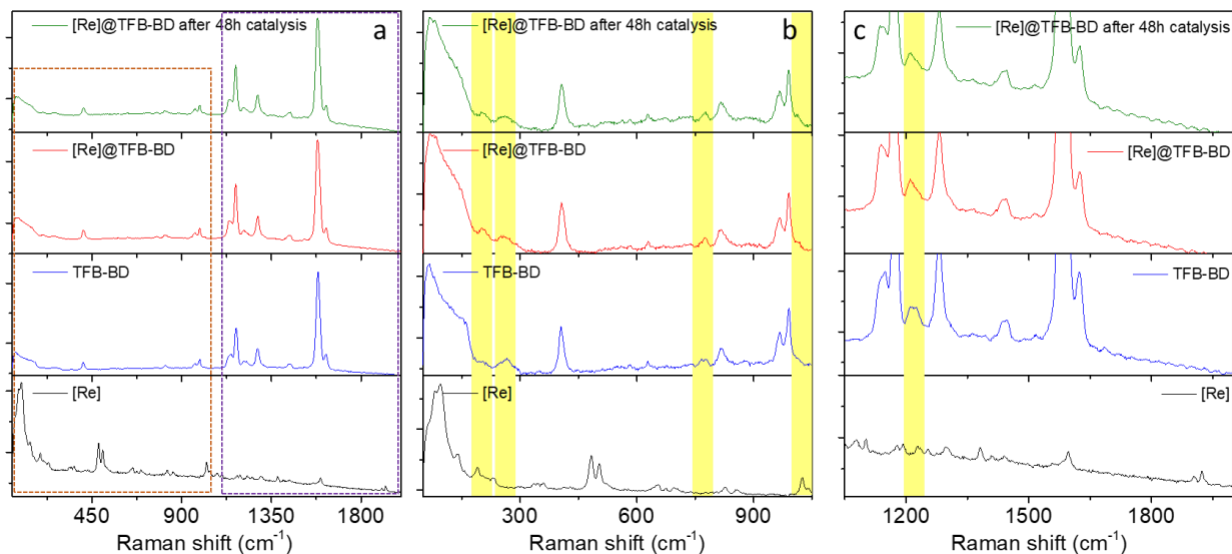 [Re]@TFB-BD after 48h catalysis
a
[Re]@TFB-BD
TFB-BD
[Re]
450 900 1350 1800
Raman shift (cm⁻¹)
[Re]@TFB-BD after 48h catalysis
b
[Re]@TFB-BD
TFB-BD
[Re]
300 600 900
Raman shift (cm⁻¹)
c
[Re]@TFB-BD after 48h catalysis
[Re]@TFB-BD
TFB-BD
[Re]
1200 1500 1800
Raman shift (cm⁻¹)